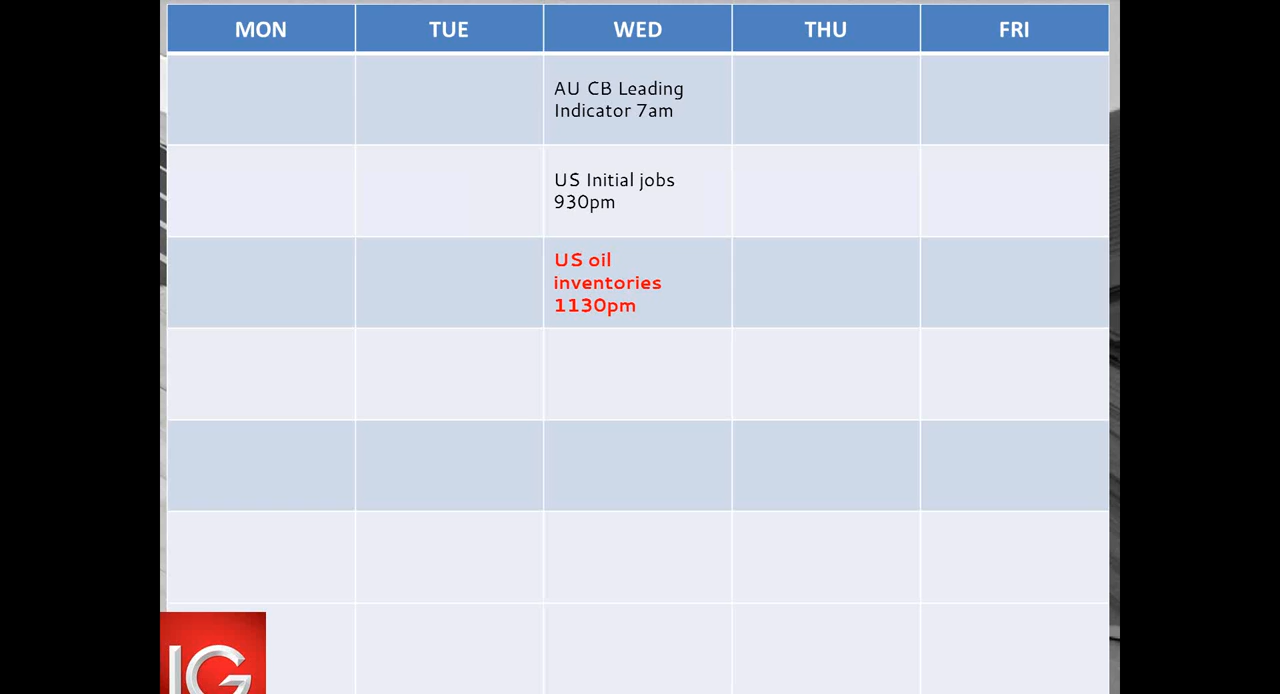 MON TUE WED THU FRI
AU CB Leading
Indicator 7am
US Initial jobs
930pm
US oil
inventories
1130pm
IG